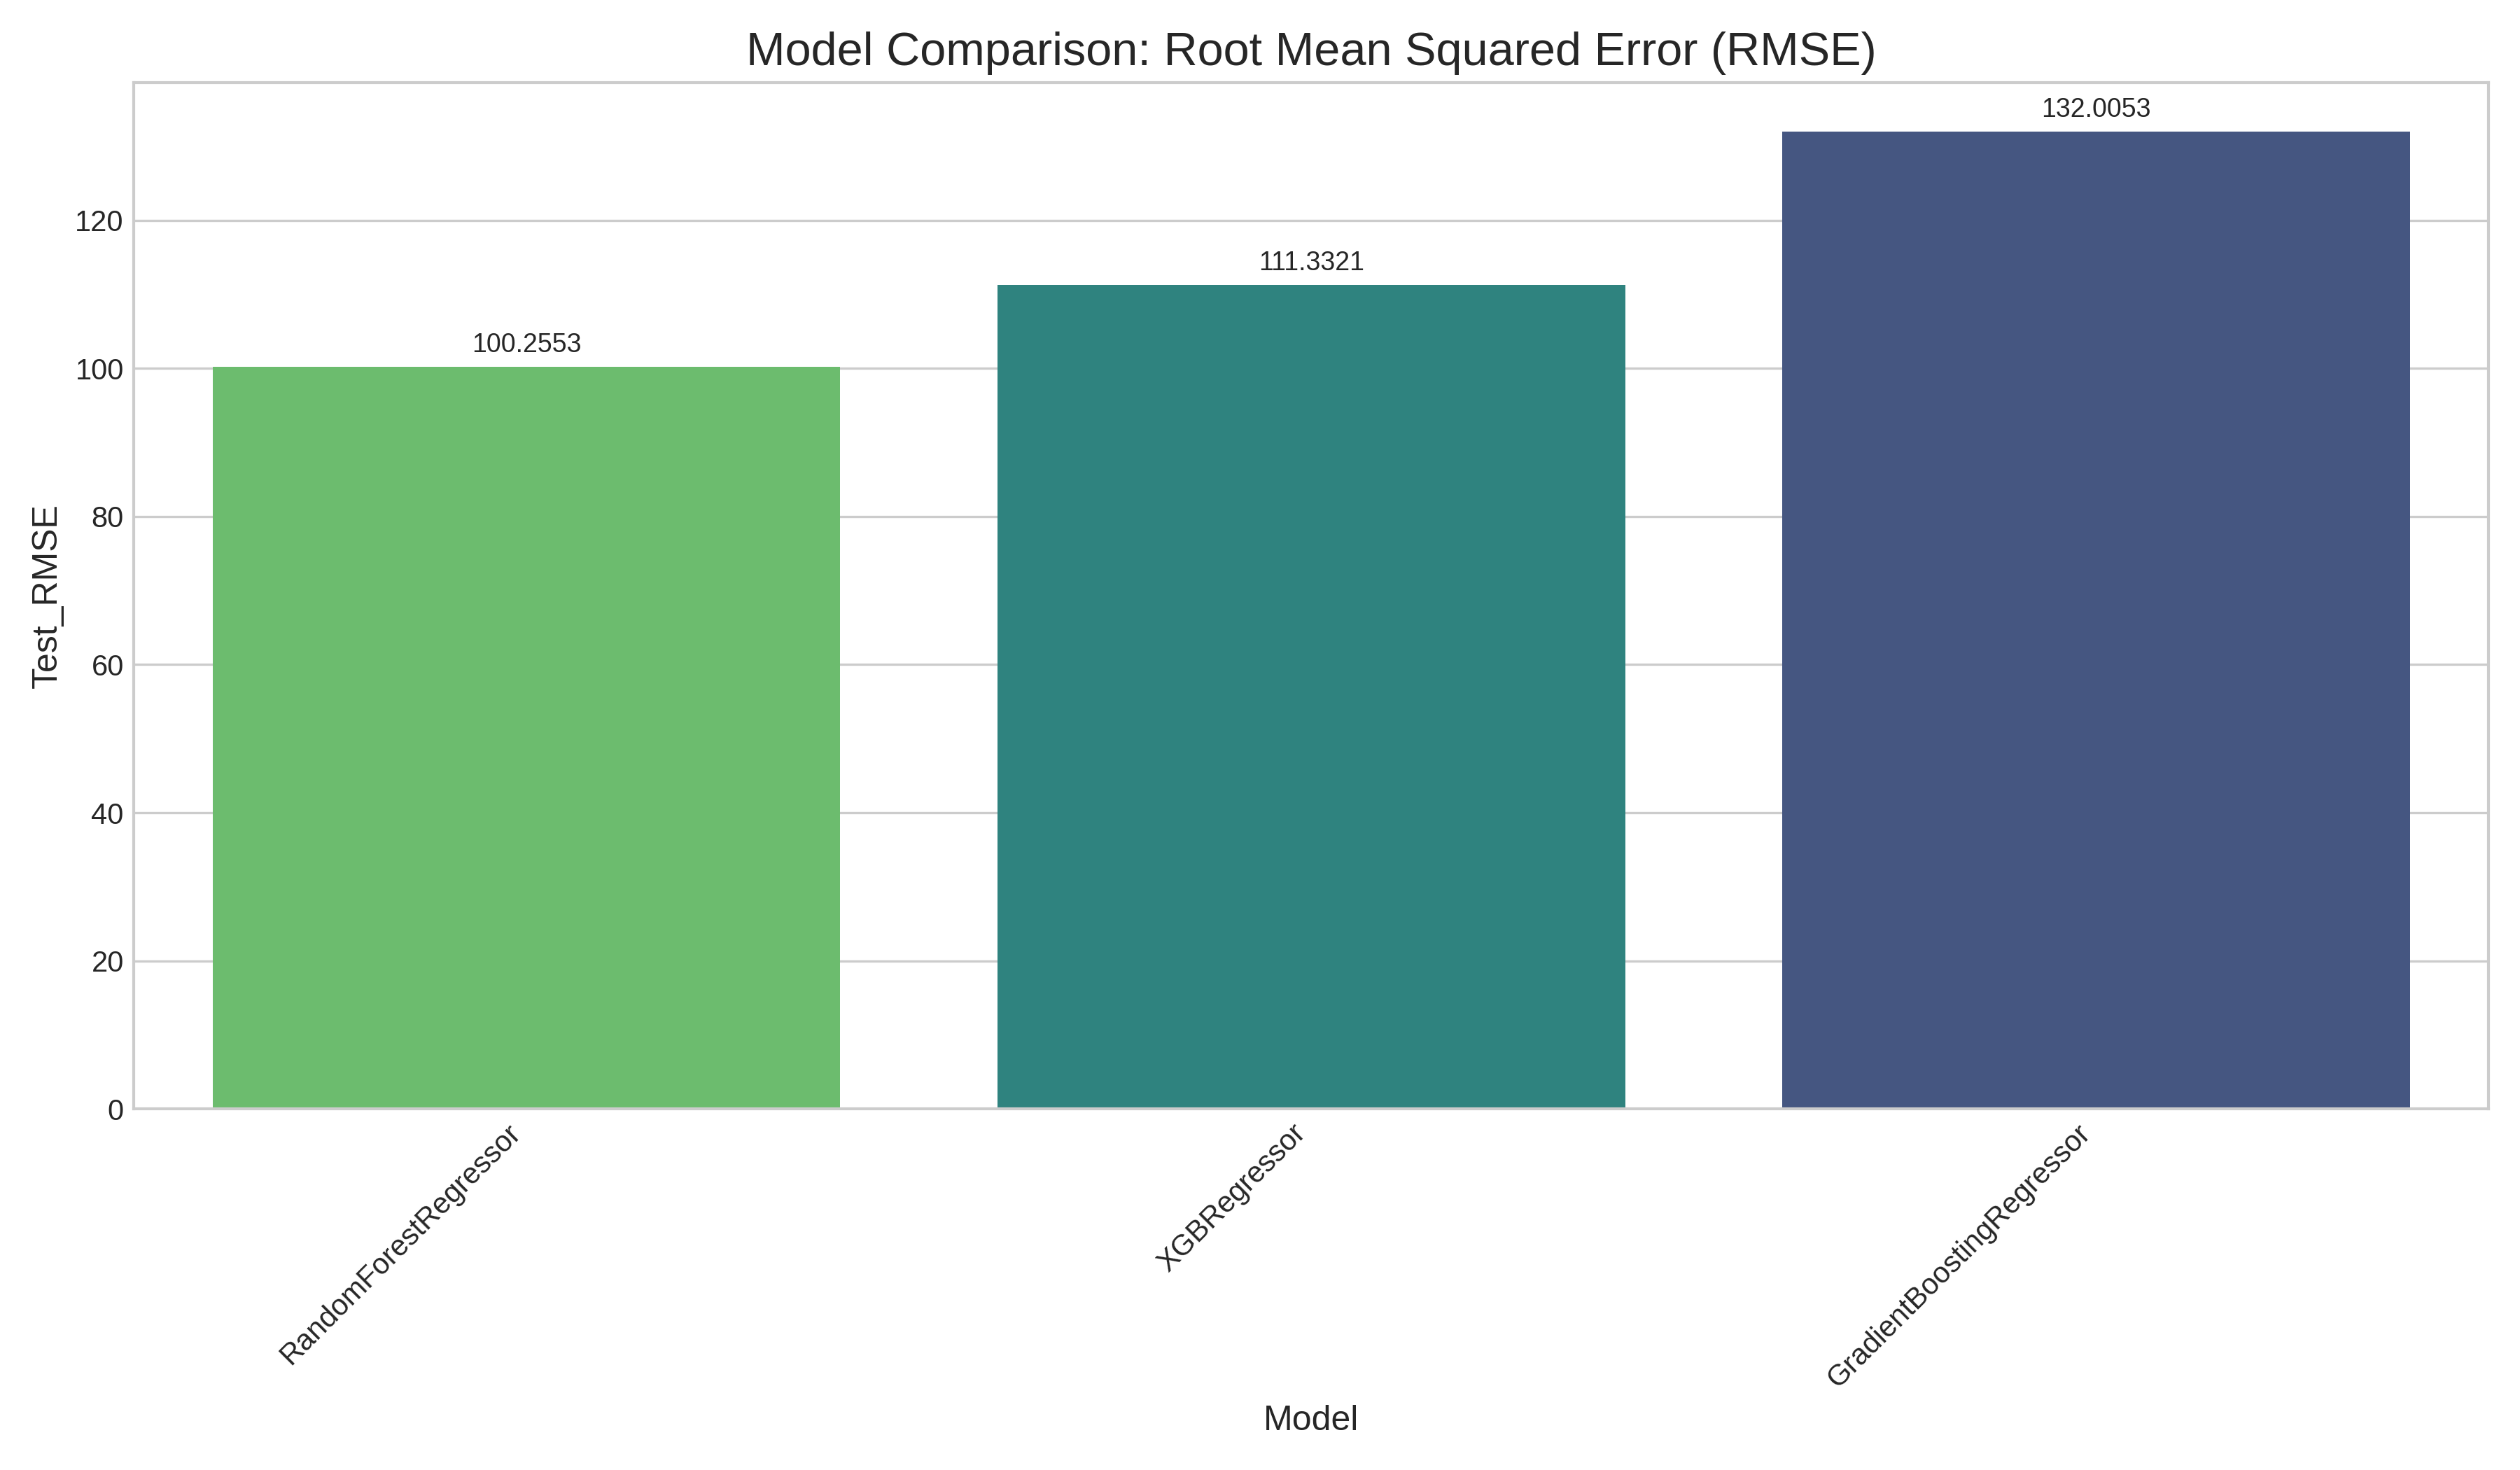 Model Comparison: Root Mean Squared Error (RMSE)
132.0053
111.3321
100.2553
120
100
80
60
40
20
0
Test_RMSE
RandomForestRegressor
XGBRegressor
GradientBoostingRegressor
Model